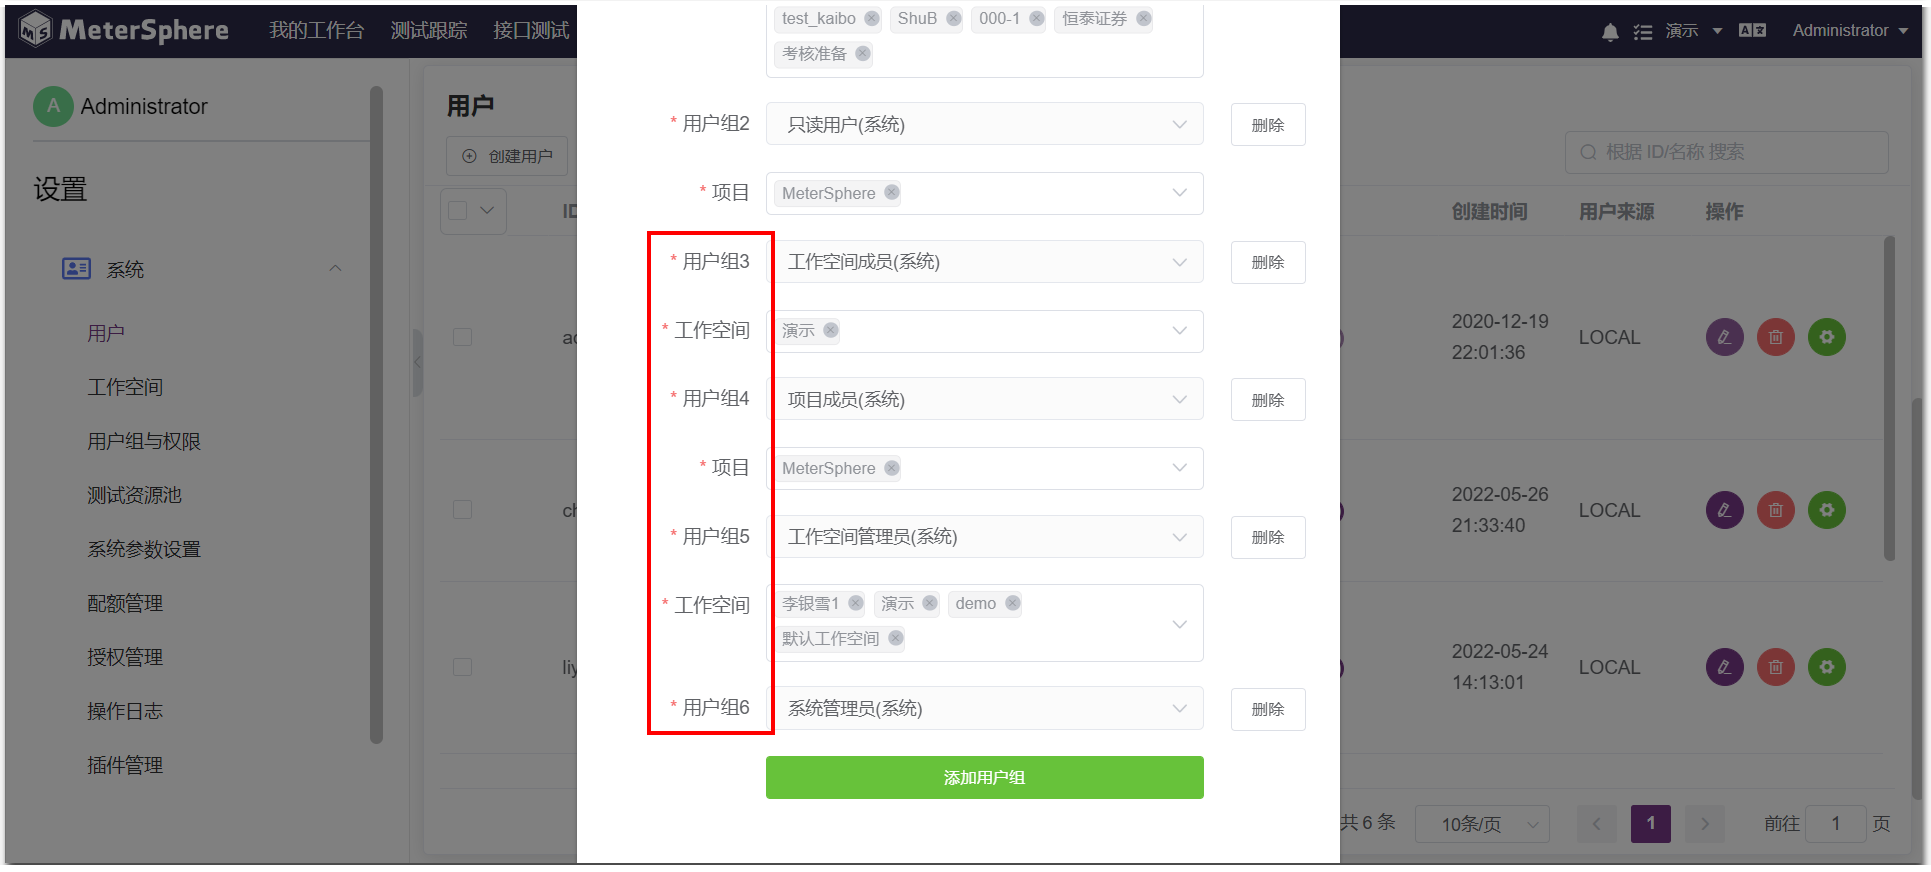 MeterSphere 我的工作台 测试跟踪 接口测试 演示 Administrator
A Administrator
设置
系统
用户
工作空间
用户组与权限
测试资源池
系统参数设置
配额管理
授权管理
操作日志
插件管理
用户
创建用户
根据 ID/名称 搜索
创建时间 用户来源 操作
2020-12-19
22:01:36
LOCAL
2022-05-26
21:33:40
LOCAL
2022-05-24
14:13:01
LOCAL
共 6 条 10条/页 1 前往 1 页
test_kaibo ShuB 000-1 恒泰证券
考核准备
* 用户组2 只读用户(系统) 删除
* 项目 MeterSphere
* 用户组3 工作空间成员(系统) 删除
* 工作空间 演示
* 用户组4 项目成员(系统) 删除
* 项目 MeterSphere
* 用户组5 工作空间管理员(系统) 删除
* 工作空间 李银雪1 演示 demo
默认工作空间
* 用户组6 系统管理员(系统) 删除
添加用户组